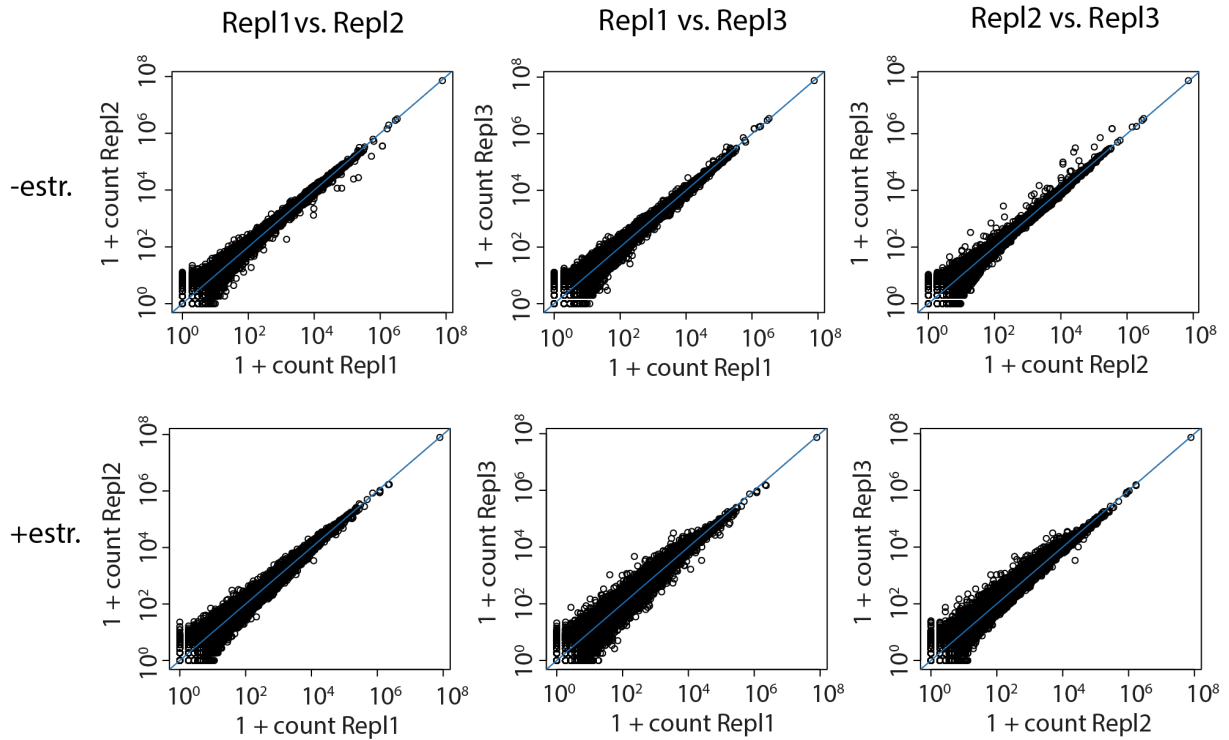 Repl1vs. Repl2
Repl1 vs. Repl3
Repl2 vs. Repl3
-estr.
1 + count Repl2
10⁰ 10² 10⁴ 10⁶ 10⁸
10⁰ 10² 10⁴ 10⁶ 10⁸
1 + count Repl1
1 + count Repl3
10⁰ 10² 10⁴ 10⁶ 10⁸
10⁰ 10² 10⁴ 10⁶ 10⁸
1 + count Repl1
1 + count Repl3
10⁰ 10² 10⁴ 10⁶ 10⁸
10⁰ 10² 10⁴ 10⁶ 10⁸
1 + count Repl2
+estr.
1 + count Repl2
10⁰ 10² 10⁴ 10⁶ 10⁸
10⁰ 10² 10⁴ 10⁶ 10⁸
1 + count Repl1
1 + count Repl3
10⁰ 10² 10⁴ 10⁶ 10⁸
10⁰ 10² 10⁴ 10⁶ 10⁸
1 + count Repl1
1 + count Repl3
10⁰ 10² 10⁴ 10⁶ 10⁸
10⁰ 10² 10⁴ 10⁶ 10⁸
1 + count Repl2